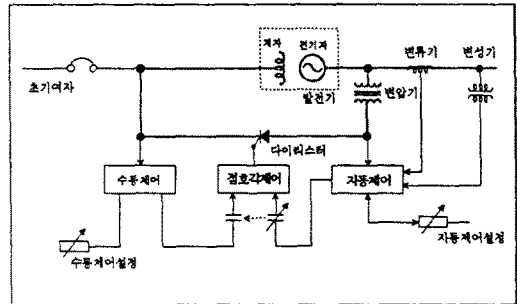 계자
전기자
변류기
변성기
초기여자
발전기
변압기
다이리스터
수동제어
점호각제어
자동제어
수동제어설정
자동제어설정